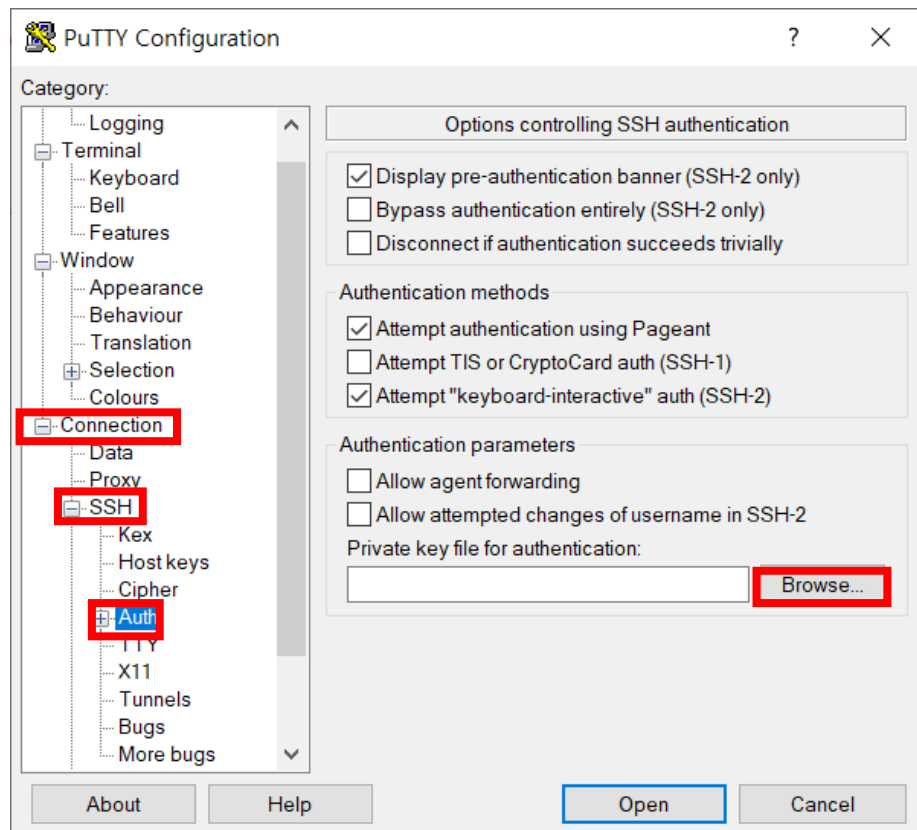 PuTTY Configuration
?
Category:
Logging
Terminal
Keyboard
Bell
Features
Window
Appearance
Behaviour
Translation
Selection
Colours
Connection
Data
Proxy
SSH
Kex
Host keys
Cipher
Auth
TTY
X11
Tunnels
Bugs
More bugs
Options controlling SSH authentication
Display pre-authentication banner (SSH-2 only)
Bypass authentication entirely (SSH-2 only)
Disconnect if authentication succeeds trivially
Authentication methods
Attempt authentication using Pageant
Attempt TIS or CryptoCard auth (SSH-1)
Attempt "keyboard-interactive" auth (SSH-2)
Authentication parameters
Allow agent forwarding
Allow attempted changes of username in SSH-2
Private key file for authentication:
Browse...
About
Help
Open
Cancel